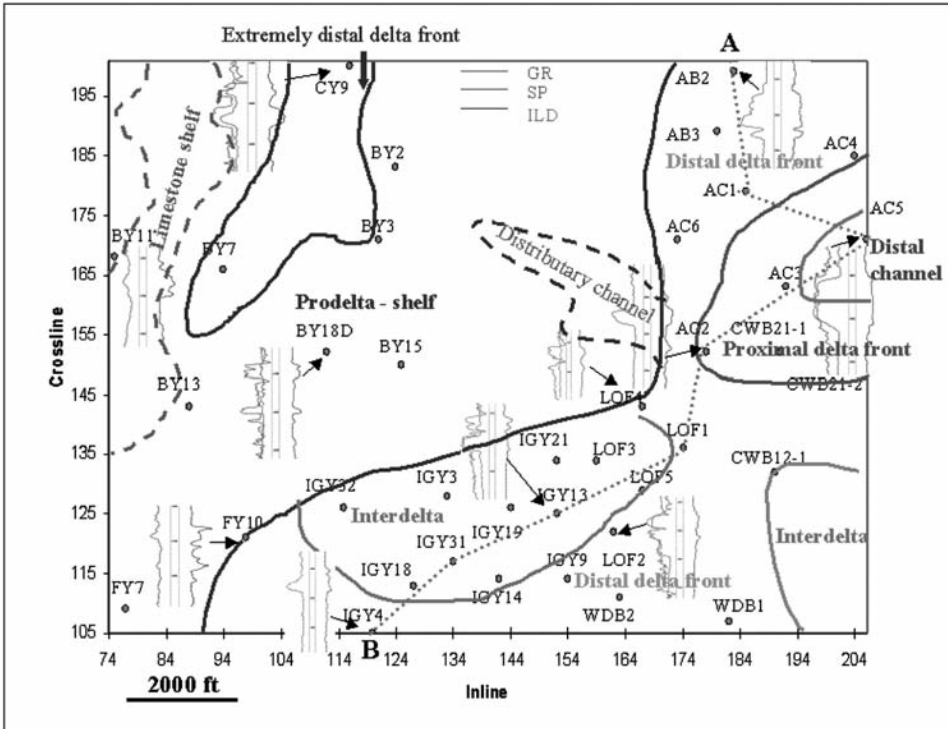 Extremely distal delta front
A
195
CY9
GR
SP
ILD
AB2
AB3
185
BY2
Distal delta front
AC4
Limestone shelf
AC1
175
BY11
BY7
BY3
AC6
AC5
Distributary channel
Distal
channel
165
AC3
Prodelta - shelf
BY18D
AC2
CWB21-1
155
BY15
Proximal delta front
Crossline
BY13
LOF4
CWB21-2
145
IGY21
LOF3
LOF1
135
IGY32
IGY3
IGY13
LOF5
CWB12-1
FY10
Interdelta
125
IGY31
IGY19
Interdelta
IGY18
IGY9
LOF2
FY7
IGY14
Distal delta front
115
IGY4
WDB2
WDB1
105
B
74 84 94 104 114 124 134 144 154 164 174 184 194 204
2000 ft
Inline